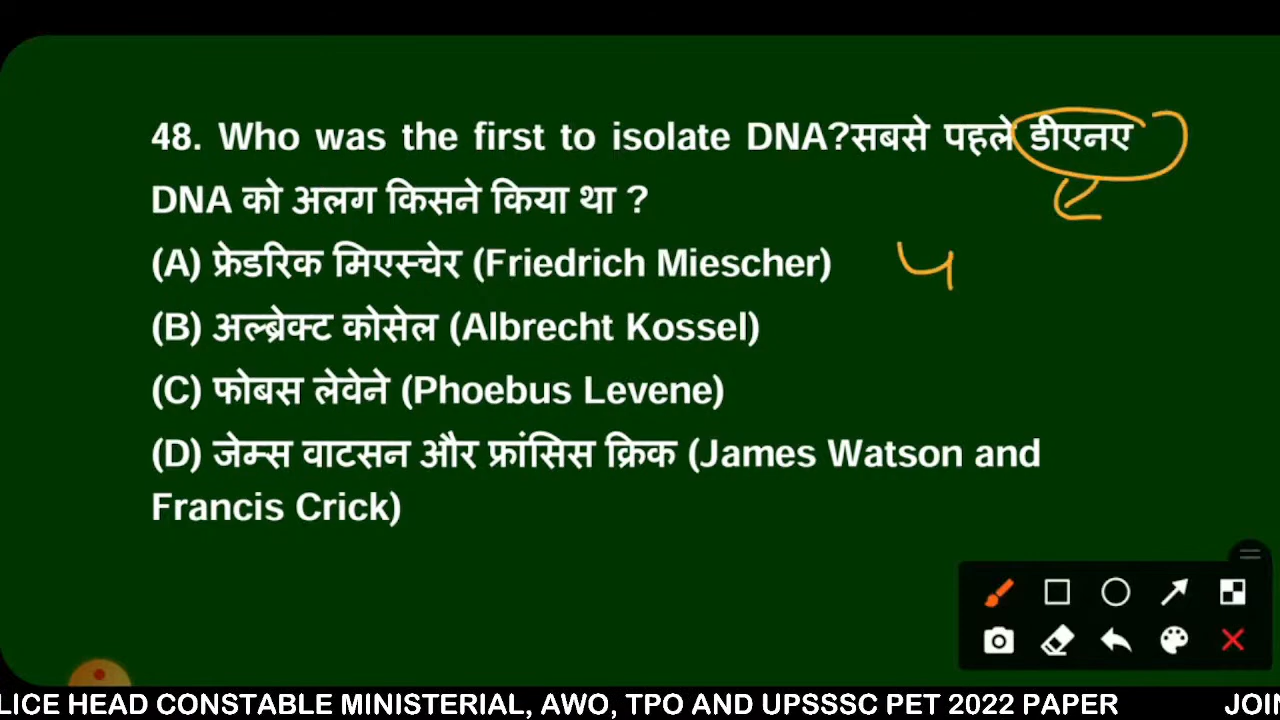 48. Who was the first to isolate DNA?सबसे पहले डीएनए
DNA को अलग किसने किया था ?
(A) फ्रेडरिक मिएस्चेर (Friedrich Miescher)
(B) अल्ब्रेक्ट कोसेल (Albrecht Kossel)
(C) फोबस लेवेने (Phoebus Levene)
(D) जेम्स वाटसन और फ्रांसिस क्रिक (James Watson and
Francis Crick)
LICE HEAD CONSTABLE MINISTERIAL, AWO, TPO AND UPSSSC PET 2022 PAPER JOIN